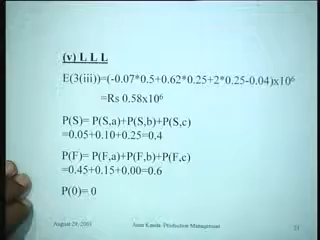 (v) L L L
E(3(iii))=(-0.07*0.5+0.62*0.25+2*0.25-0.04)x10⁶
=Rs 0.58x10⁶
P(S)= P(S,a)+P(S,b)+P(S,c)
=0.05+0.10+0.25=0.4
P(F)= P(F,a)+P(F,b)+P(F,c)
=0.45+0.15+0.00=0.6
P(0)= 0
August 29, 2003 Arun Kanda: Production Management 21